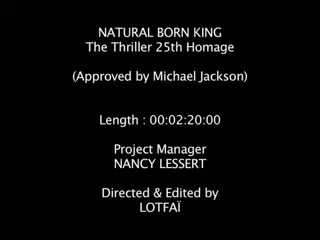 NATURAL BORN KING
The Thriller 25th Homage
(Approved by Michael Jackson)
Length : 00:02:20:00
Project Manager
NANCY LESSERT
Directed & Edited by
LOTFAÏ